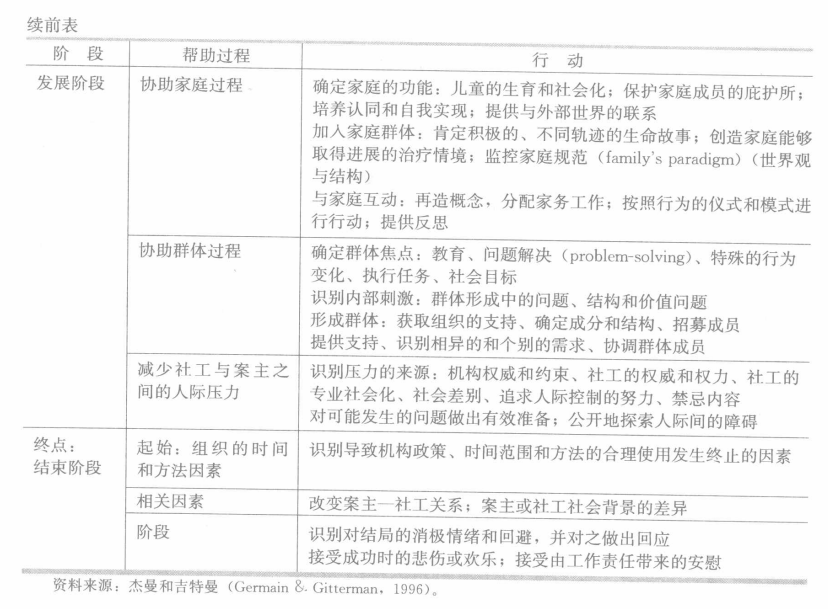 续前表
阶 段 帮助过程 行 动
发展阶段 协助家庭过程 确定家庭的功能：儿童的生育和社会化；保护家庭成员的庇护所；
培养认同和自我实现；提供与外部世界的联系
加入家庭群体：肯定积极的、不同轨迹的生命故事；创造家庭能够
取得进展的治疗情境；监控家庭规范（family's paradigm）（世界观
与结构）
与家庭互动：再造概念，分配家务工作；按照行为的仪式和模式进
行行动；提供反思
协助群体过程 确定群体焦点：教育、问题解决（problem-solving）、特殊的行为
变化、执行任务、社会目标
识别内部刺激：群体形成中的问题、结构和价值问题
形成群体：获取组织的支持、确定成分和结构、招募成员
提供支持、识别相异的和个别的需求、协调群体成员
减少社工与案主之 识别压力的来源：机构权威和约束、社工的权威和权力、社工的
间的人际压力 专业社会化、社会差别、追求人际控制的努力、禁忌内容
对可能发生的问题做出有效准备；公开地探索人际间的障碍
终点： 起始：组织的时间 识别导致机构政策、时间范围和方法的合理使用发生终止的因素
结束阶段 和方法因素
相关因素 改变案主—社工关系；案主或社工社会背景的差异
阶段 识别对结局的消极情绪和回避，并对之做出回应
接受成功时的悲伤或欢乐；接受由工作责任带来的安慰
资料来源：杰曼和吉特曼（Germain & Gitterman，1996）。